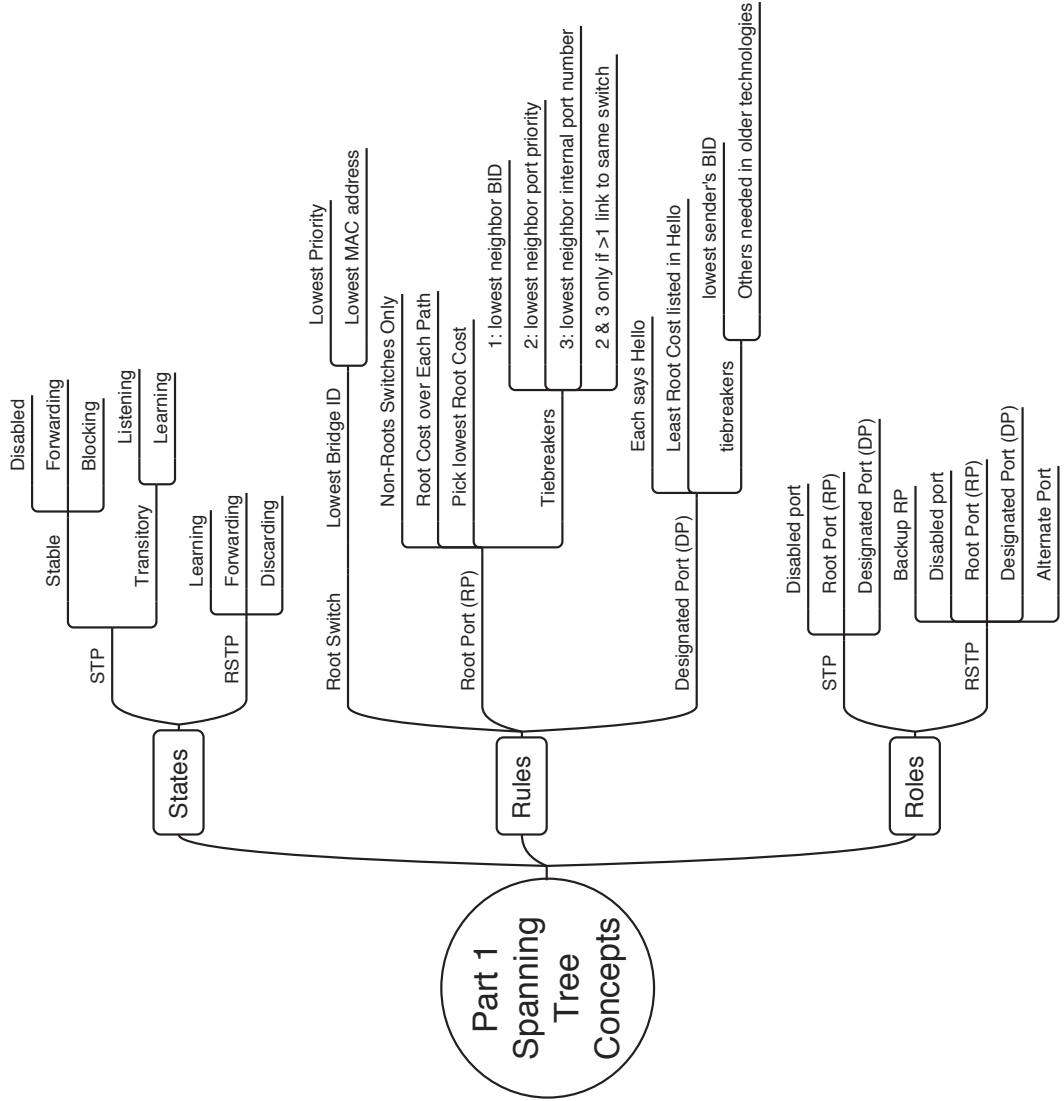 Part 1
Spanning
Tree
Concepts
States
STP
Stable
Disabled
Forwarding
Blocking
Transitory
Listening
Learning
RSTP
Learning
Forwarding
Discarding
Rules
Root Switch
Lowest Bridge ID
Lowest Priority
Lowest MAC address
Root Port (RP)
Non-Roots Switches Only
Root Cost over Each Path
Pick lowest Root Cost
Tiebreakers
1: lowest neighbor BID
2: lowest neighbor port priority
3: lowest neighbor internal port number
2 & 3 only if >1 link to same switch
Designated Port (DP)
Each says Hello
Least Root Cost listed in Hello
tiebreakers
lowest sender's BID
Others needed in older technologies
Roles
STP
Disabled port
Root Port (RP)
Designated Port (DP)
RSTP
Backup RP
Disabled port
Root Port (RP)
Designated Port (DP)
Alternate Port